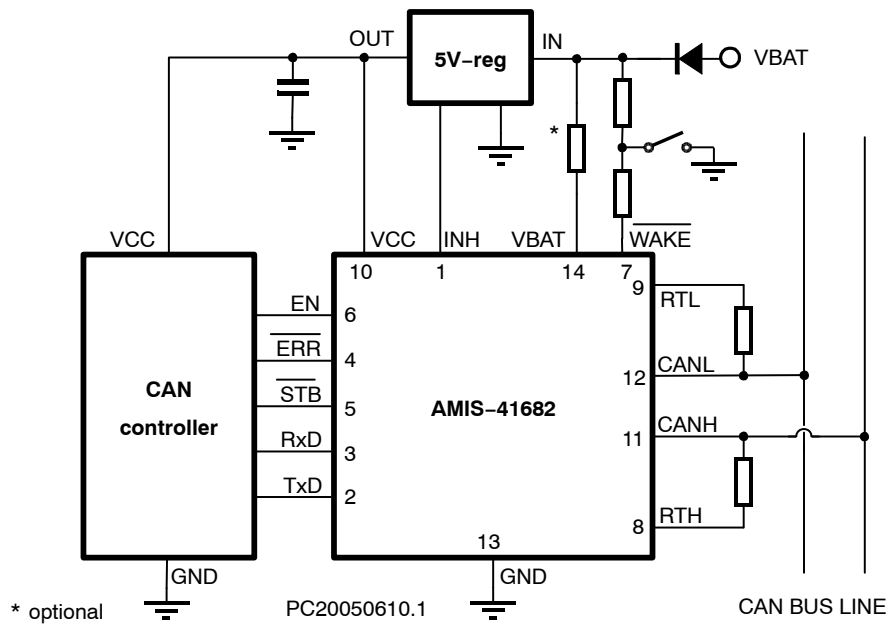 OUT
5V−reg
IN
VBAT
*
VCC
VCC
INH
VBAT
WAKE
10
1
14
7
9
RTL
EN
6
ERR
4
12
CANL
CAN
controller
STB
5
AMIS−41682
RxD
3
11
CANH
TxD
2
8
RTH
13
GND
GND
* optional
PC20050610.1
CAN BUS LINE